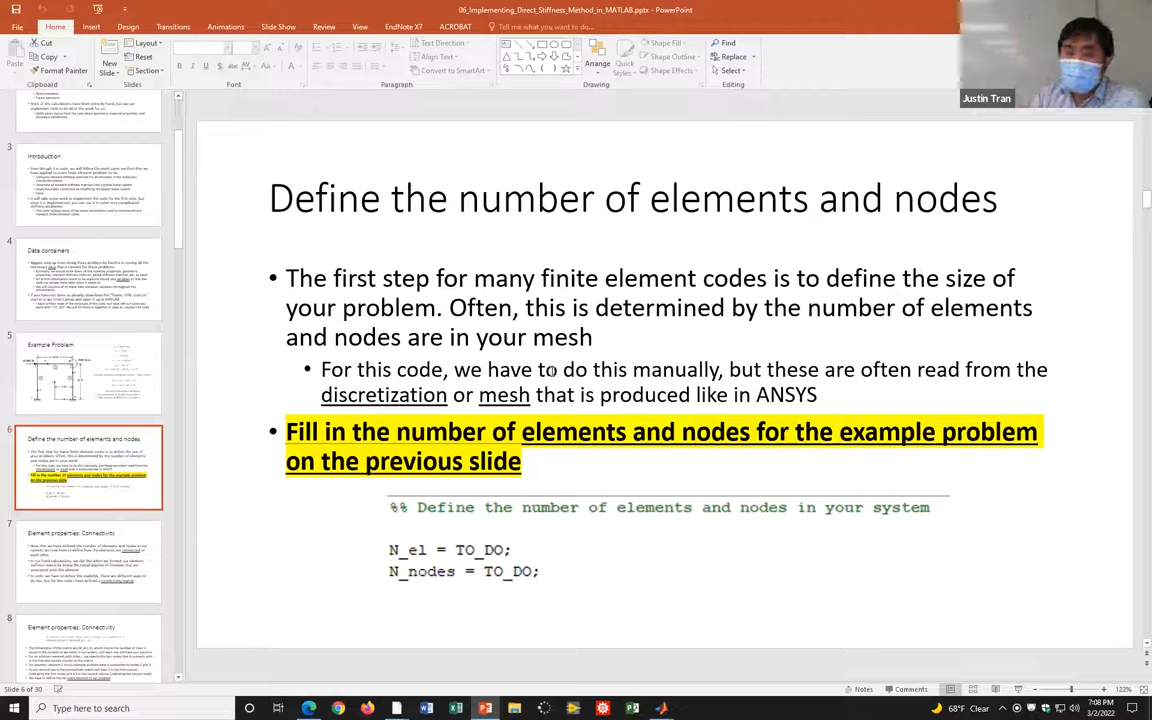 06_Implementing_Direct_Stiffness_Method_in_MATLAB.pptx - PowerPoint
File Home Insert Design Transitions Animations Slide Show Review View EndNote X7 ACROBAT Tell me what you want to do...
Cut Layout Text Direction Shape Fill Find
Copy Reset Align Text Shape Outline Replace
Paste Format Painter New Slide Section Convert to SmartArt Arrange Quick Styles Shape Effects Select
Clipboard Slides Font Paragraph Drawing Editing
Justin Tran
3
Introduction
4
Data containers
5
Example Problem
6
Define the number of elements and nodes
7
Element properties: Connectivity
8
Element properties: Connectivity
Define the number of elements and nodes
• The first step for many finite element codes is to define the size of
your problem. Often, this is determined by the number of elements
and nodes are in your mesh
• For this code, we have to do this manually, but these are often read from the
discretization or mesh that is produced like in ANSYS
• Fill in the number of elements and nodes for the example problem
on the previous slide
%% Define the number of elements and nodes in your system
N_el = TO_DO;
N_nodes = TO_DO;
Slide 6 of 30 Notes Comments 122%
Type here to search 68°F Clear 7:08 PM
3/2/2022